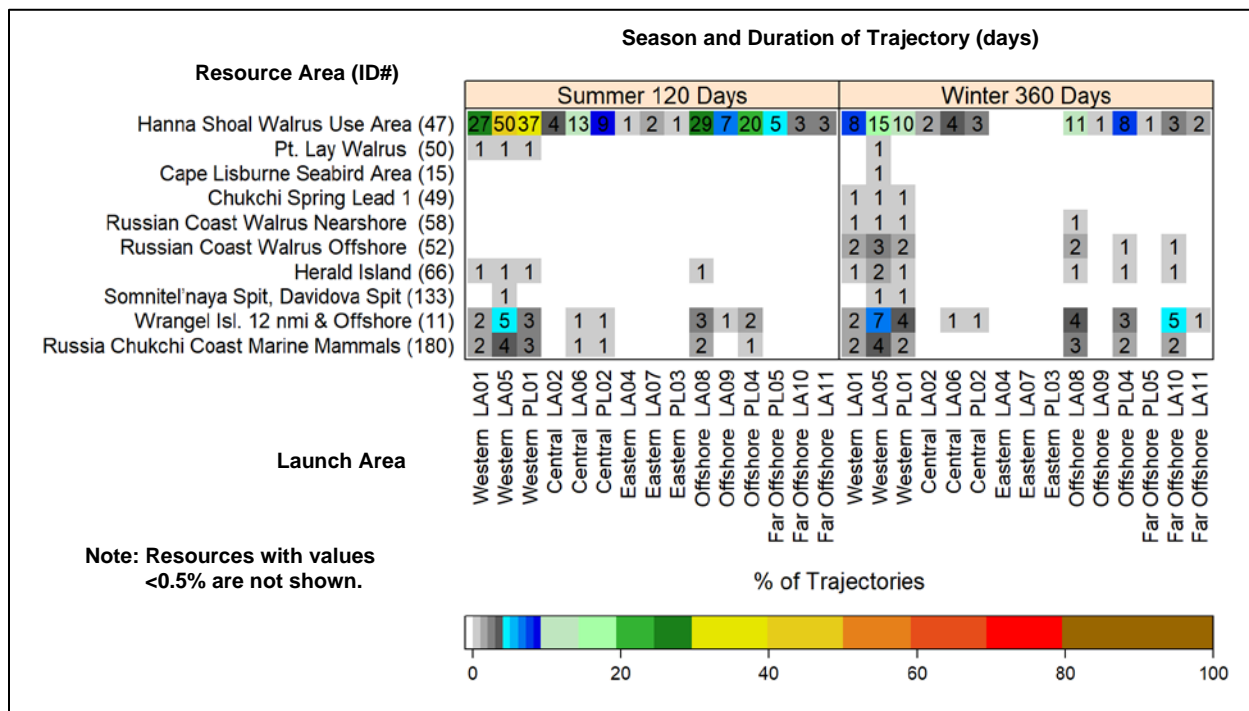 Season and Duration of Trajectory (days)
Resource Area (ID#)
Summer 120 Days Winter 360 Days
Hanna Shoal Walrus Use Area (47) 27 50 37 4 13 9 1 2 1 29 7 20 5 3 3 8 15 10 2 4 3 11 1 8 1 3 2
Pt. Lay Walrus (50) 1 1 1 1
Cape Lisburne Seabird Area (15) 1
Chukchi Spring Lead 1 (49) 1 1 1
Russian Coast Walrus Nearshore (58) 1 1 1 1
Russian Coast Walrus Offshore (52) 2 3 2 2 1 1
Herald Island (66) 1 1 1 1 1 2 1 1 1 1
Somnitel'naya Spit, Davidova Spit (133) 1 1 1
Wrangel Isl. 12 nmi & Offshore (11) 2 5 3 1 1 3 1 2 2 7 4 1 1 4 3 5 1
Russia Chukchi Coast Marine Mammals (180) 2 4 3 1 1 2 1 2 4 2 3 2 2
Launch Area
Western LA01
Western LA05
Western PL01
Central LA02
Central LA06
Central PL02
Eastern LA04
Eastern LA07
Eastern PL03
Offshore LA08
Offshore LA09
Offshore PL04
Far Offshore PL05
Far Offshore LA10
Far Offshore LA11
Western LA01
Western LA05
Western PL01
Central LA02
Central LA06
Central PL02
Eastern LA04
Eastern LA07
Eastern PL03
Offshore LA08
Offshore LA09
Offshore PL04
Far Offshore PL05
Far Offshore LA10
Far Offshore LA11
Note: Resources with values
<0.5% are not shown.
% of Trajectories
0 20 40 60 80 100